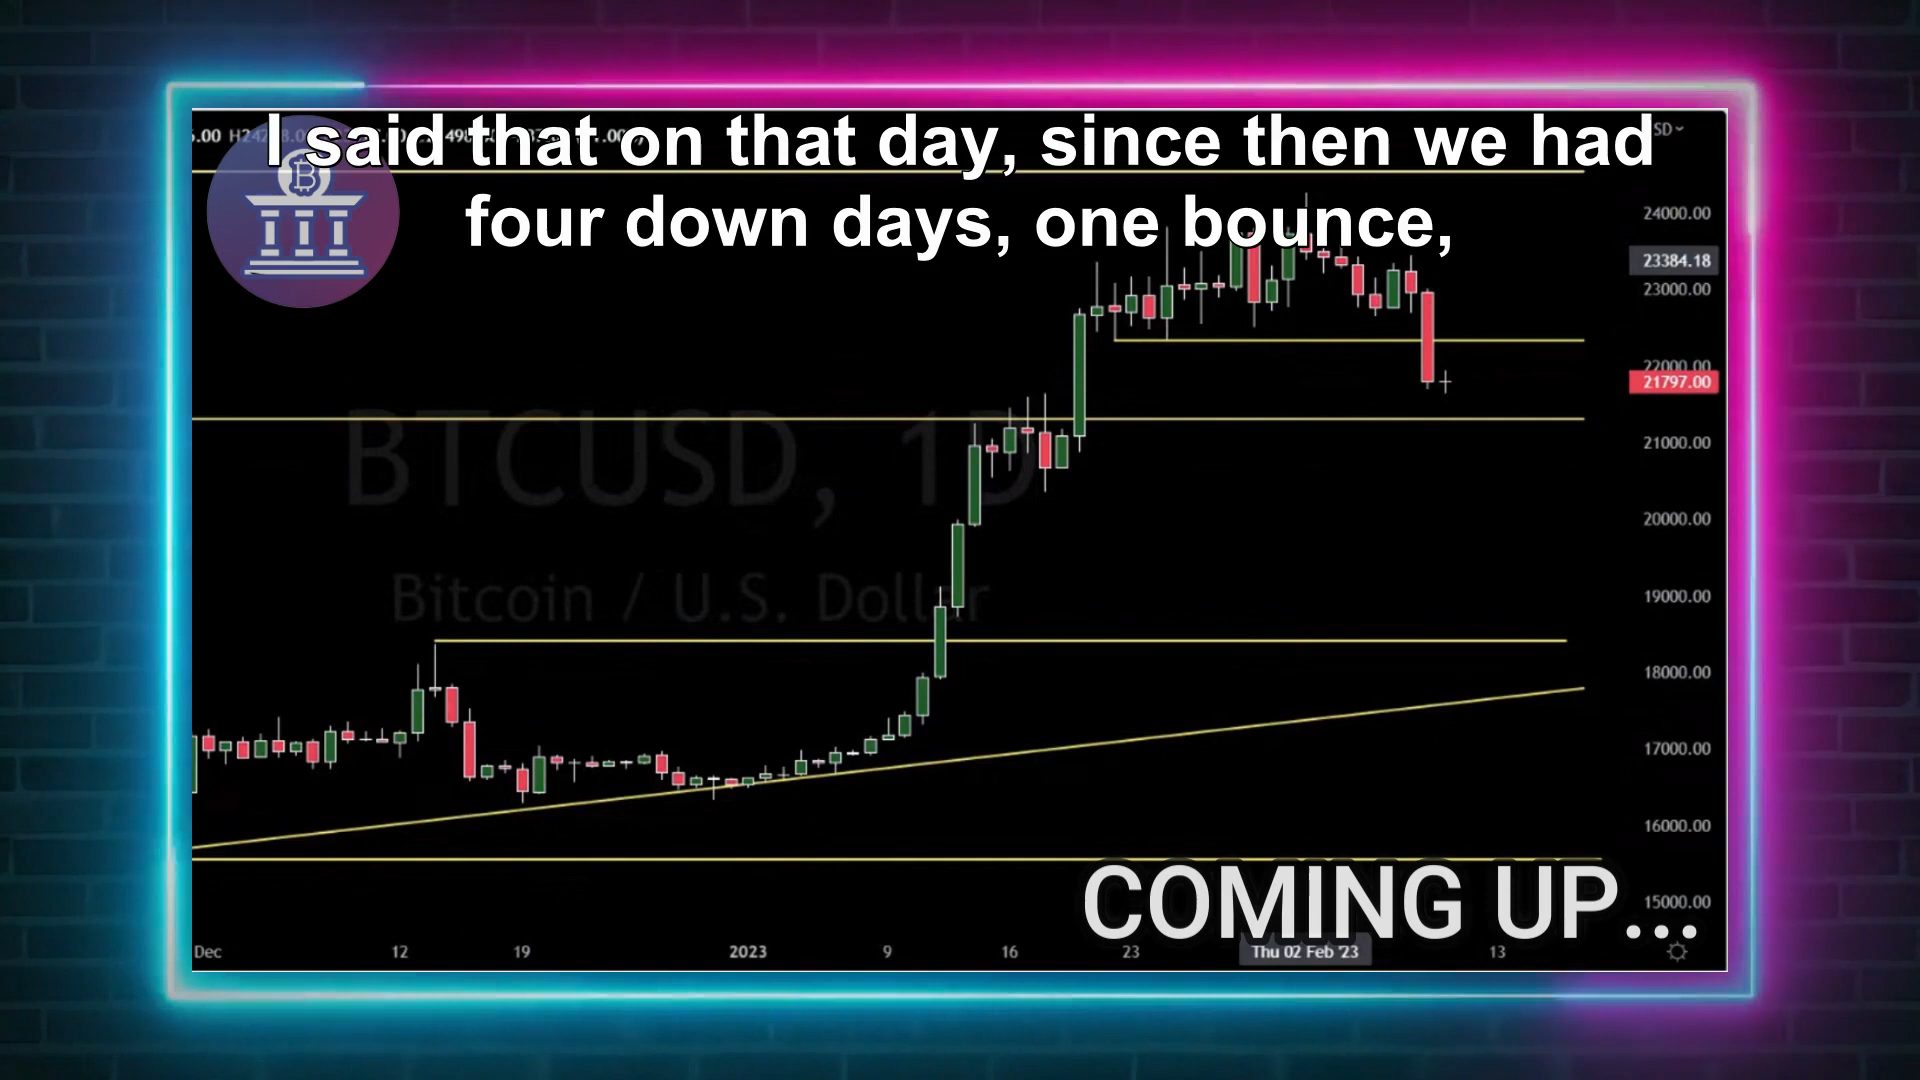 I said that on that day, since then we had
four down days, one bounce,
24000.00
23384.18
23000.00
22000.00
21797.00
BTCUSD, 1D
21000.00
20000.00
Bitcoin / U.S. Dollar
19000.00
18000.00
17000.00
16000.00
COMING UP...
15000.00
Dec 12 19 2023 9 16 23 Thu 02 Feb '23 13